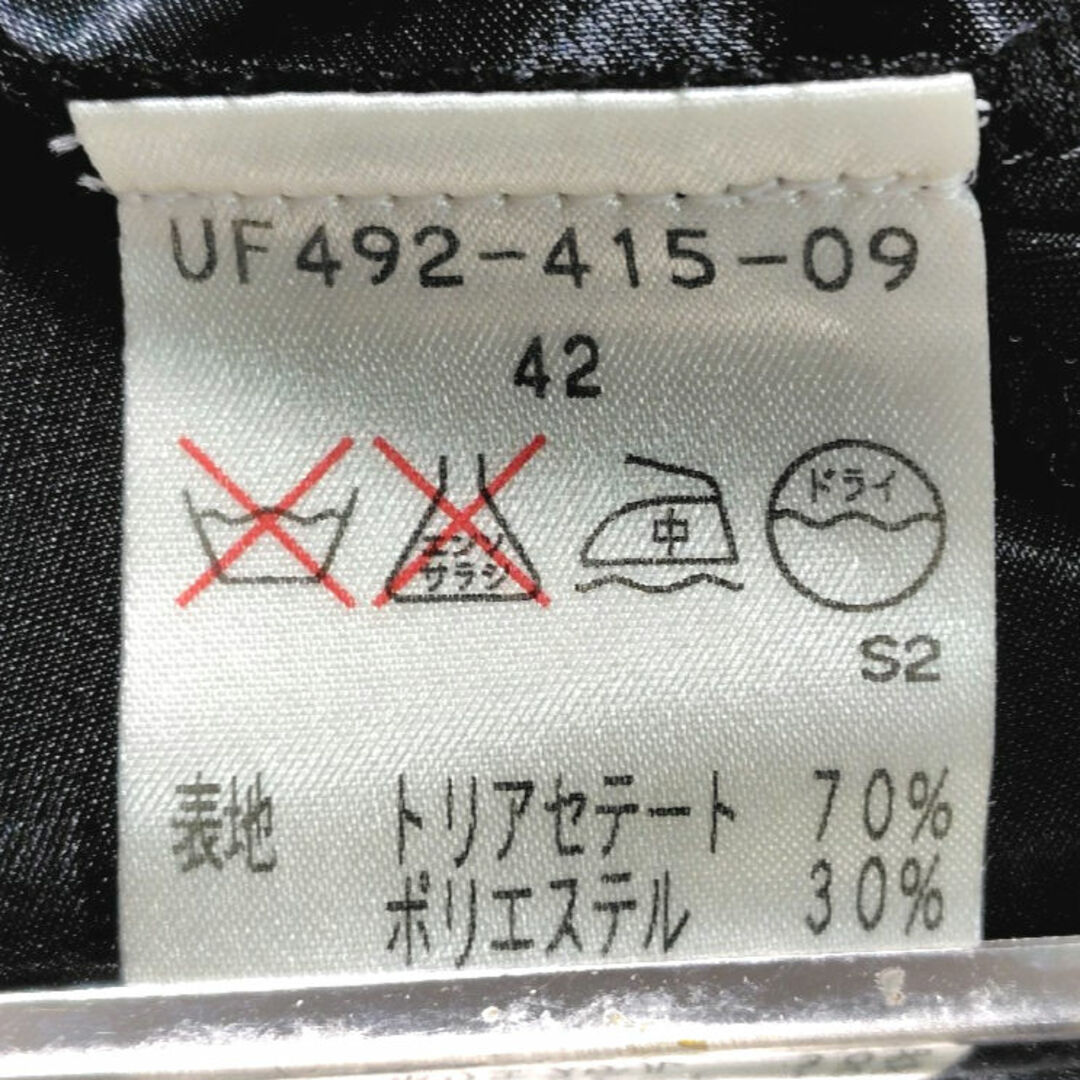 UF492-415-09
42
エンソ
サラシ
中
ドライ
S2
表地 トリアセテート 70%
ポリエステル 30%